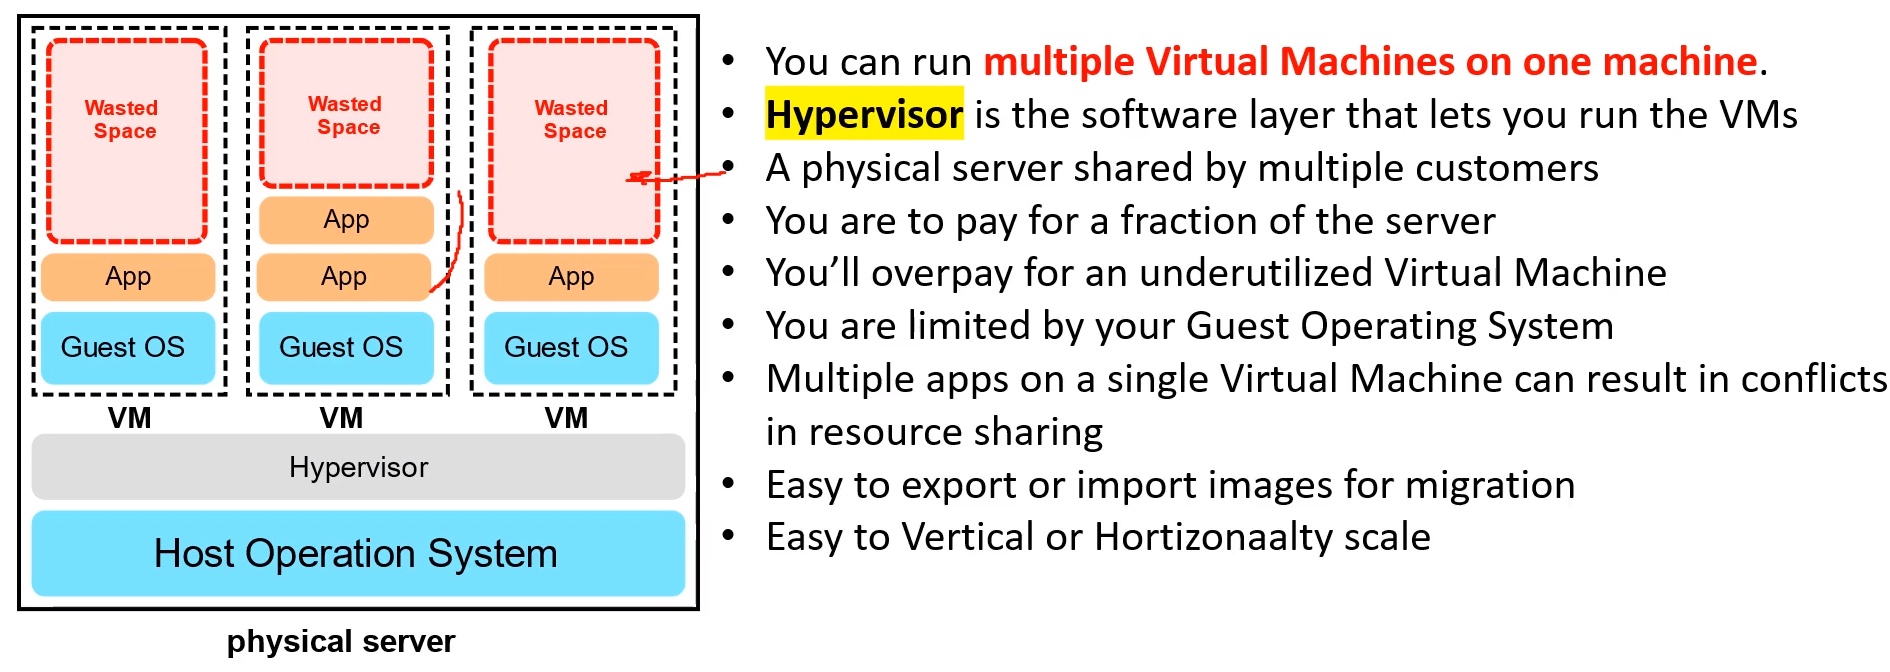 Wasted
Space
Wasted
Space
Wasted
Space
App
App
App
App
Guest OS
Guest OS
Guest OS
VM
VM
VM
Hypervisor
Host Operation System
physical server
• You can run multiple Virtual Machines on one machine.
• Hypervisor is the software layer that lets you run the VMs
• A physical server shared by multiple customers
• You are to pay for a fraction of the server
• You’ll overpay for an underutilized Virtual Machine
• You are limited by your Guest Operating System
• Multiple apps on a single Virtual Machine can result in conflicts
in resource sharing
• Easy to export or import images for migration
• Easy to Vertical or Hortizonaalty scale